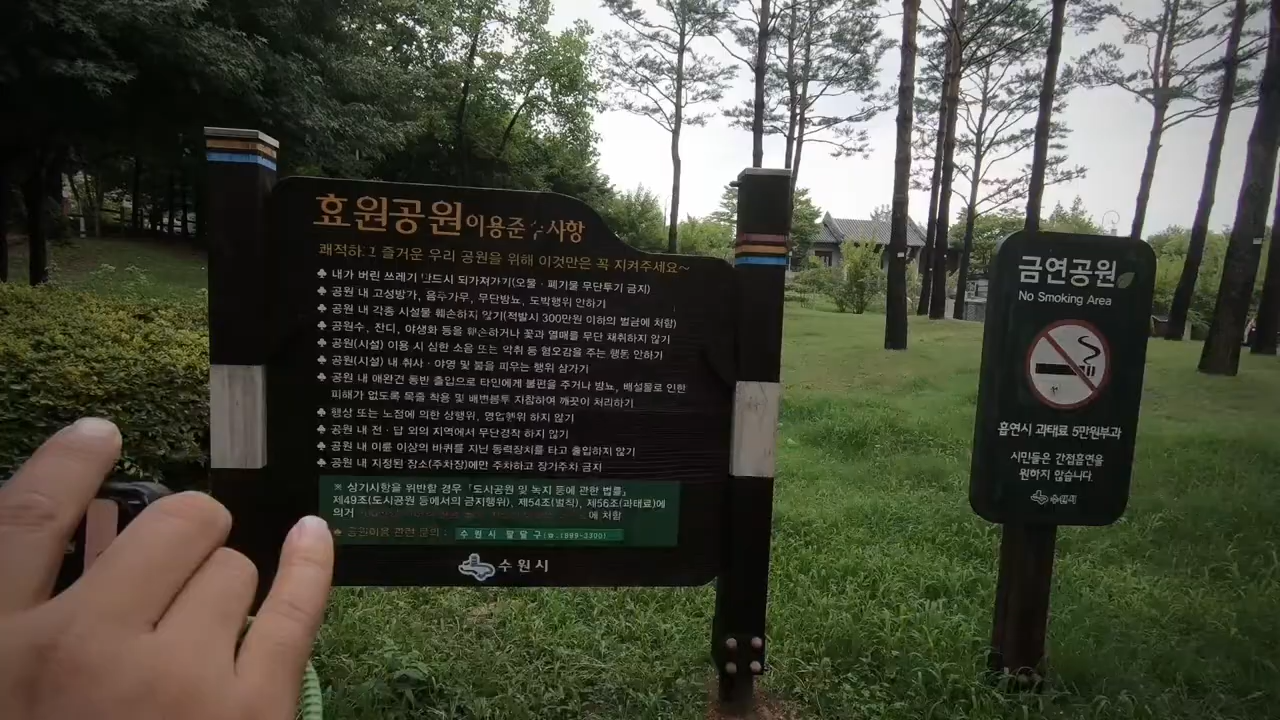 효원공원이용준수사항
쾌적하고 즐거운 우리 공원을 위해 이것만은 꼭 지켜주세요~
♣ 내가 버린 쓰레기 반드시 되가져가기(오물·폐기물 무단투기 금지)
♣ 공원 내 고성방가, 음주가무, 무단방뇨, 도박행위 안하기
♣ 공원 내 각종 시설물 훼손하지 않기(적발시 300만원 이하의 벌금에 처함)
♣ 공원수, 잔디, 야생화 등을 훼손하거나 꽃과 열매를 무단 채취하지 않기
♣ 공원(시설) 이용 시 심한 소음 또는 악취 등 혐오감을 주는 행동 안하기
♣ 공원(시설) 내 취사·야영 및 불을 피우는 행위 삼가기
♣ 공원 내 애완견 동반 출입으로 타인에게 불편을 주거나 방뇨, 배설물로 인한
피해가 없도록 목줄 착용 및 배변봉투 지참하여 깨끗이 처리하기
♣ 행상 또는 노점에 의한 상행위, 영업행위 하지 않기
♣ 공원 내 전·답 외의 지역에서 무단경작 하지 않기
♣ 공원 내 이륜 이상의 바퀴를 지닌 동력장치를 타고 출입하지 않기
♣ 공원 내 지정된 장소(주차장)에만 주차하고 장기주차 금지
※ 상기사항을 위반할 경우 「도시공원 및 녹지 등에 관한 법률」
제49조(도시공원 등에서의 금지행위), 제54조(벌칙), 제56조(과태료)에
의거 에 처함
♣ 공원이용 관련 문의 : 수원시 팔달구(☎:1899-3300)
수원시
금연공원
No Smoking Area
흡연시 과태료 5만원부과
시민들은 간접흡연을
원하지 않습니다.
수원시